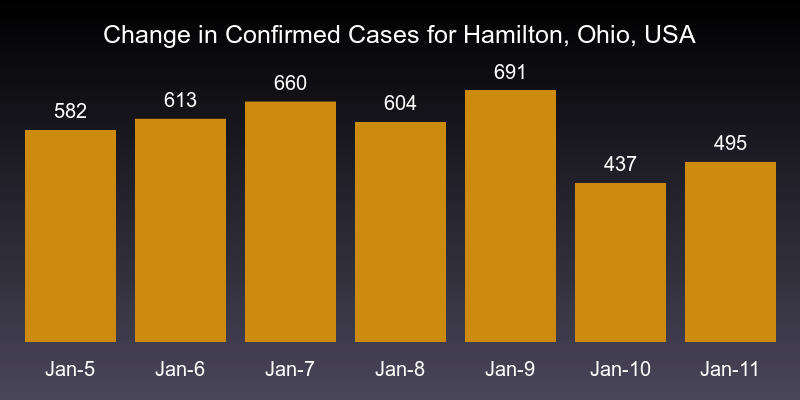 Change in Confirmed Cases for Hamilton, Ohio, USA
582
613
660
604
691
437
495
Jan-5
Jan-6
Jan-7
Jan-8
Jan-9
Jan-10
Jan-11